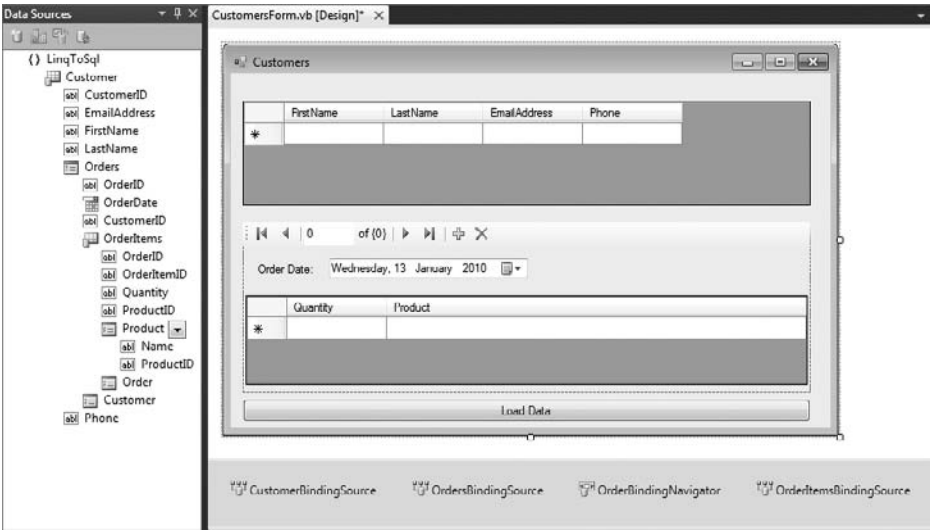 Data Sources
CustomersForm.vb [Design]*
LinqToSql
Customer
CustomerID
EmailAddress
FirstName
LastName
Orders
OrderID
OrderDate
CustomerID
OrderItems
OrderID
OrderItemID
Quantity
ProductID
Product
Name
ProductID
Order
Customer
Phone
Customers
FirstName LastName EmailAddress Phone
0 of {0}
Order Date: Wednesday, 13 January 2010
Quantity Product
Load Data
CustomerBindingSource OrdersBindingSource OrderBindingNavigator OrderItemsBindingSource